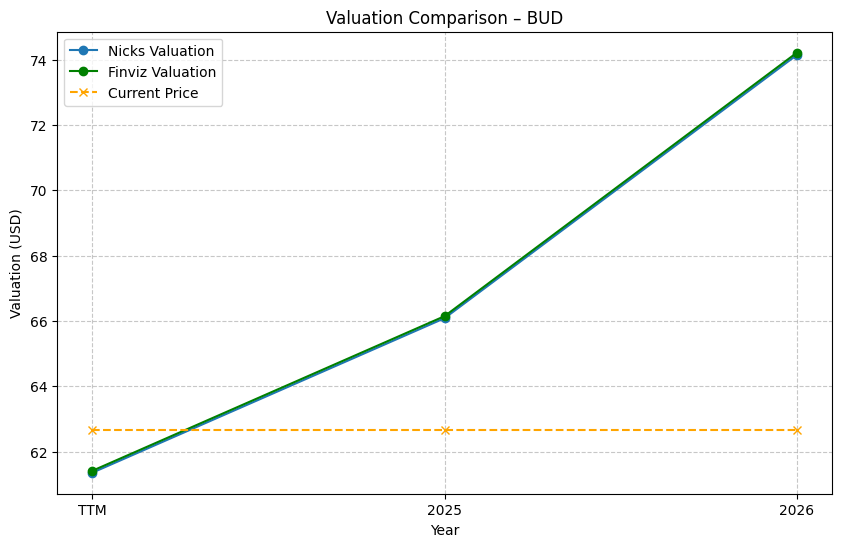 Valuation Comparison – BUD
Nicks Valuation
Finviz Valuation
Current Price
Valuation (USD)
74
72
70
68
66
64
62
TTM
2025
2026
Year